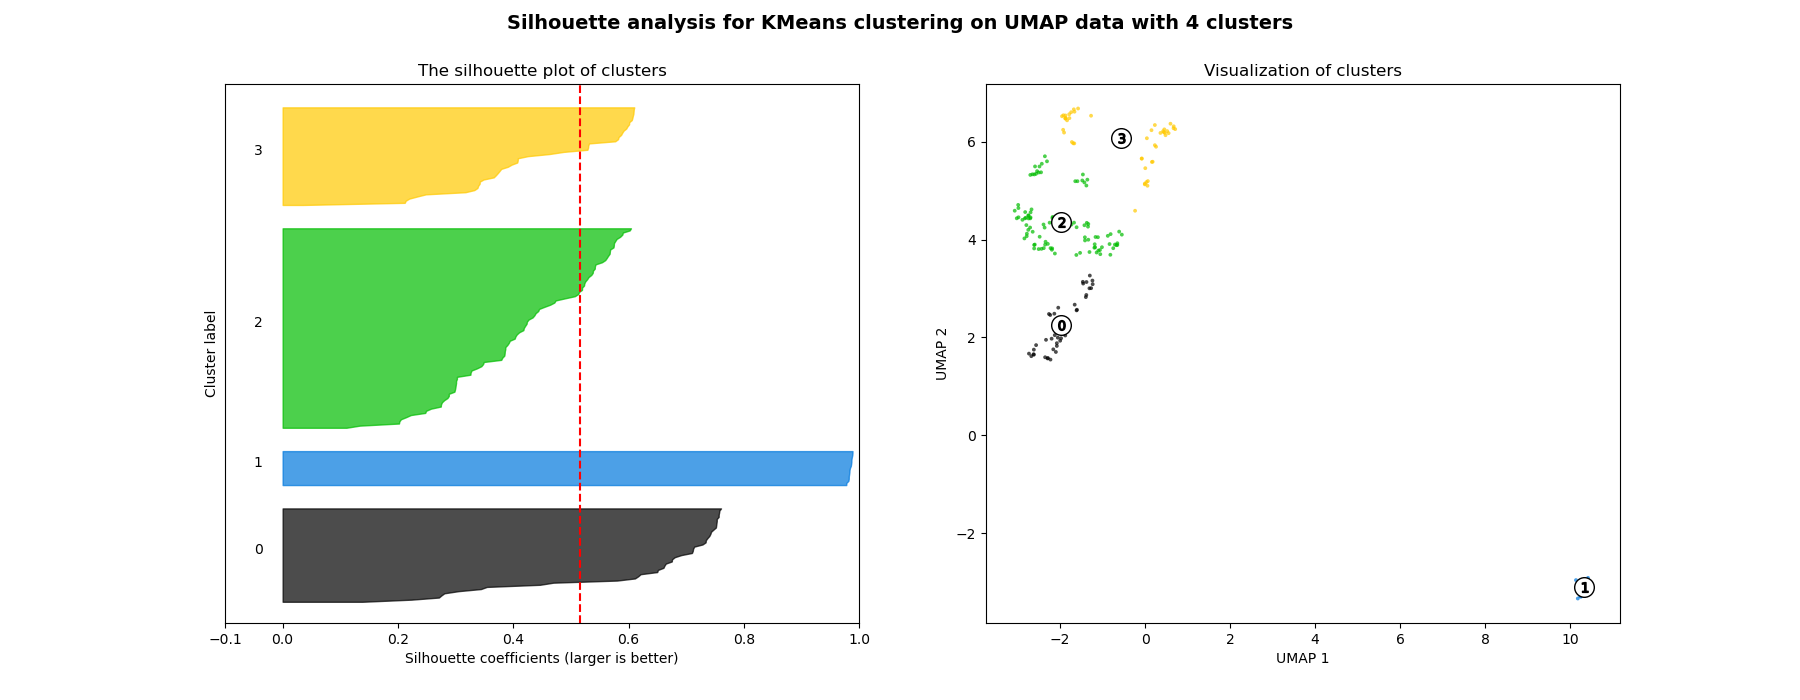 Silhouette analysis for KMeans clustering on UMAP data with 4 clusters
The silhouette plot of clusters
3
2
1
0
Cluster label
−0.1 0.0 0.2 0.4 0.6 0.8 1.0
Silhouette coefficients (larger is better)
Visualization of clusters
6
4
2
0
−2
UMAP 2
3
2
0
1
−2 0 2 4 6 8 10
UMAP 1